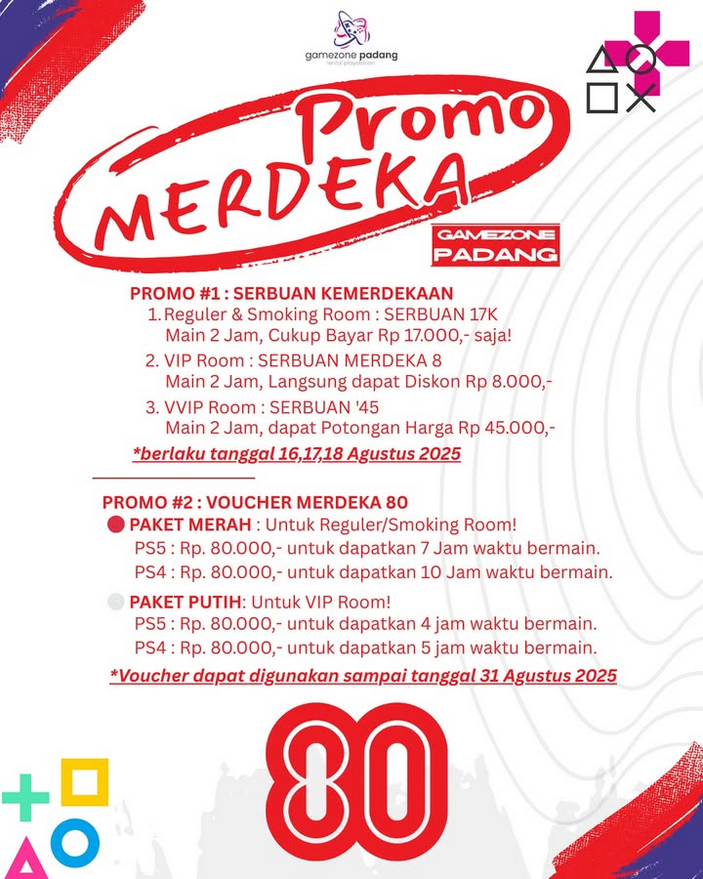 gamezone padang
rental playstation
Promo
MERDEKA
GAMEZONE
PADANG
PROMO #1 : SERBUAN KEMERDEKAAN
1. Reguler & Smoking Room : SERBUAN 17K
Main 2 Jam, Cukup Bayar Rp 17.000,- saja!
2. VIP Room : SERBUAN MERDEKA 8
Main 2 Jam, Langsung dapat Diskon Rp 8.000,-
3. VVIP Room : SERBUAN '45
Main 2 Jam, dapat Potongan Harga Rp 45.000,-
*berlaku tanggal 16,17,18 Agustus 2025
PROMO #2 : VOUCHER MERDEKA 80
PAKET MERAH : Untuk Reguler/Smoking Room!
PS5 : Rp. 80.000,- untuk dapatkan 7 Jam waktu bermain.
PS4 : Rp. 80.000,- untuk dapatkan 10 Jam waktu bermain.
PAKET PUTIH: Untuk VIP Room!
PS5 : Rp. 80.000,- untuk dapatkan 4 jam waktu bermain.
PS4 : Rp. 80.000,- untuk dapatkan 5 jam waktu bermain.
*Voucher dapat digunakan sampai tanggal 31 Agustus 2025
80